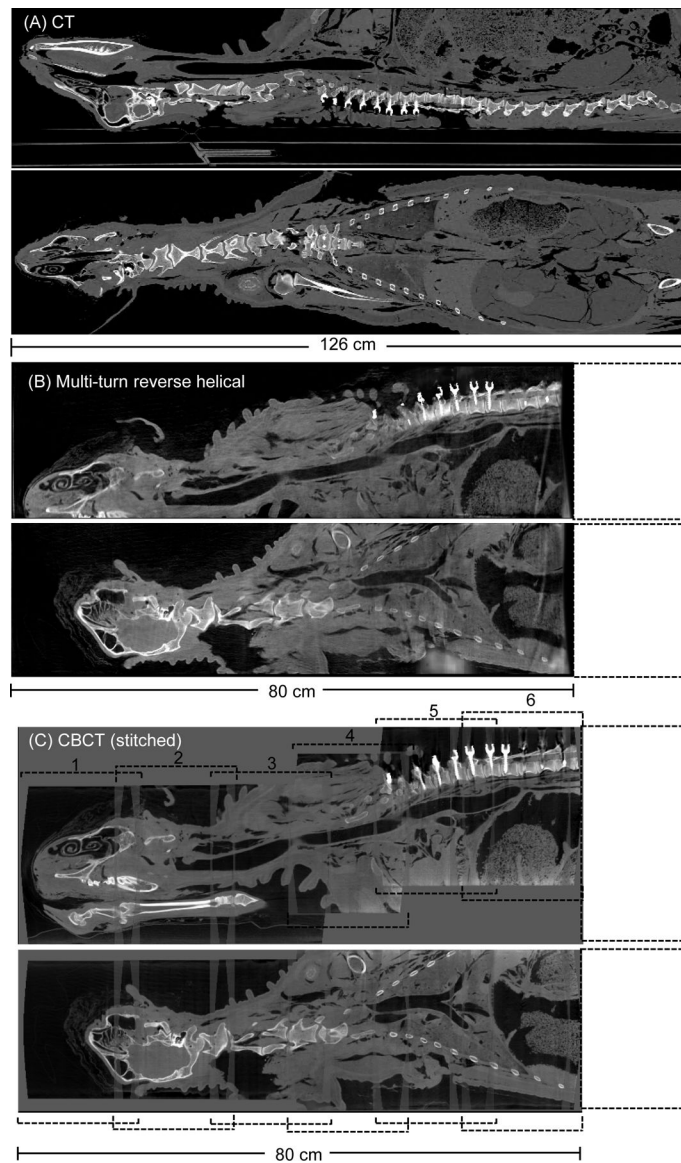 (A) CT
126 cm
(B) Multi-turn reverse helical
80 cm
6
5
(C) CBCT (stitched)
4
1
2
3
80 cm